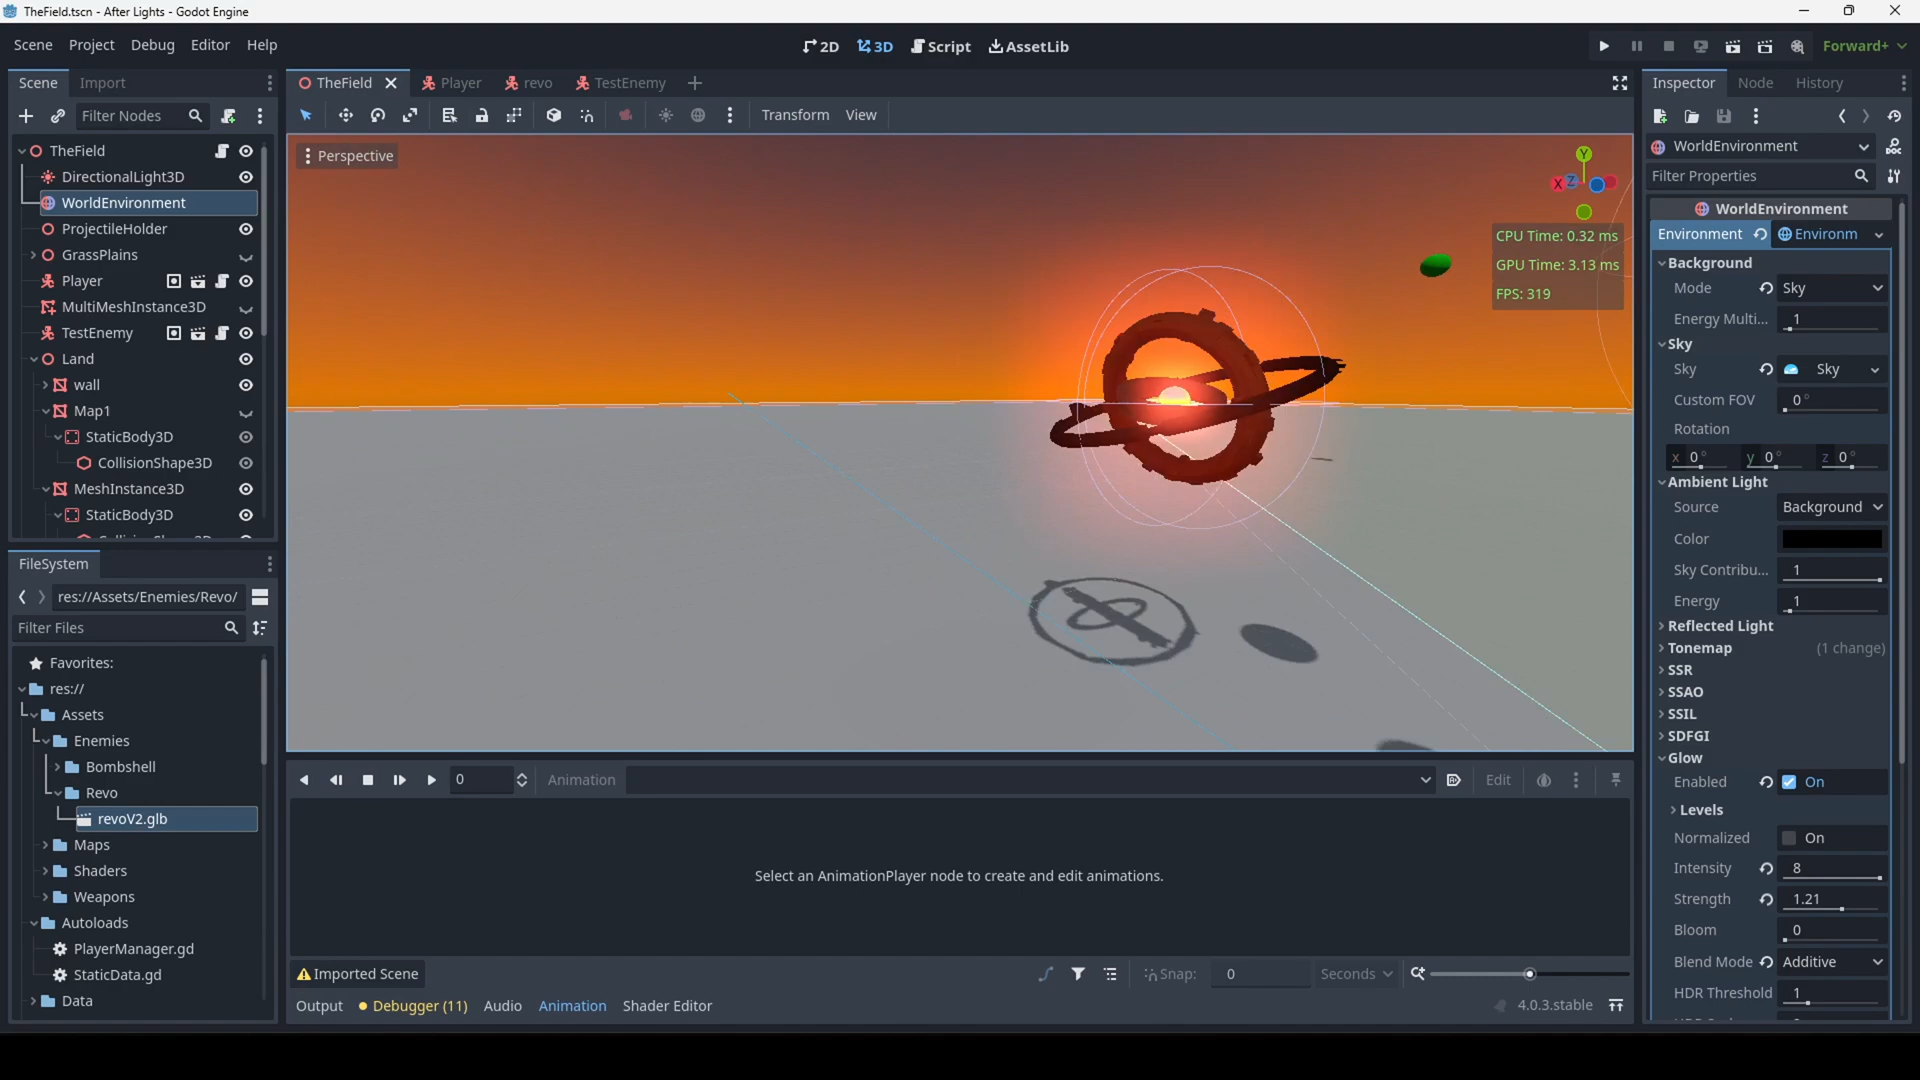 TheField.tscn - After Lights - Godot Engine
Scene Project Debug Editor Help
2D 3D Script AssetLib
Forward+
Scene Import
TheField Player revo TestEnemy
Inspector Node History
Filter Nodes
Transform View
TheField
DirectionalLight3D
WorldEnvironment
ProjectileHolder
GrassPlains
Player
MultiMeshInstance3D
TestEnemy
Land
wall
Map1
StaticBody3D
CollisionShape3D
MeshInstance3D
StaticBody3D
FileSystem
res://Assets/Enemies/Revo/
Filter Files
Favorites:
res://
Assets
Enemies
Bombshell
Revo
revoV2.glb
Maps
Shaders
Weapons
Autoloads
PlayerManager.gd
StaticData.gd
Data
Perspective
Y
X Z
CPU Time: 0.32 ms
GPU Time: 3.13 ms
FPS: 319
0 Animation Edit
Select an AnimationPlayer node to create and edit animations.
Imported Scene
Snap: 0 Seconds
Output Debugger (11) Audio Animation Shader Editor
4.0.3.stable
WorldEnvironment
Filter Properties
WorldEnvironment
Environment Environm
Background
Mode Sky
Energy Multi... 1
Sky
Sky Sky
Custom FOV 0 °
Rotation
x 0 ° y 0 ° z 0 °
Ambient Light
Source Background
Color
Sky Contribu... 1
Energy 1
Reflected Light
Tonemap (1 change)
SSR
SSAO
SSIL
SDFGI
Glow
Enabled On
Levels
Normalized On
Intensity 8
Strength 1.21
Bloom 0
Blend Mode Additive
HDR Threshold 1